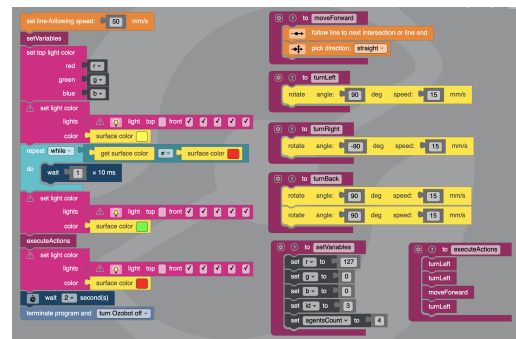 set line-following speed: 50 mm/s
setVariables
set top light color
red r
green g
blue b
set light color
lights light top front
color surface color
repeat while get surface color ≠ surface color
do wait 1 × 10 ms
set light color
lights light top front
color surface color
executeActions
set light color
lights light top front
color surface color
wait 2 second(s)
terminate program and turn Ozobot off
? to moveForward
follow line to next intersection or line end
pick direction: straight
? to turnLeft
rotate angle: 90 deg speed: 15 mm/s
? to turnRight
rotate angle: -90 deg speed: 15 mm/s
? to turnBack
rotate angle: 90 deg speed: 15 mm/s
rotate angle: 90 deg speed: 15 mm/s
? to setVariables
set r to 127
set g to 0
set b to 0
set id to 3
set agentsCount to 4
? to executeActions
turnLeft
turnLeft
moveForward
turnLeft